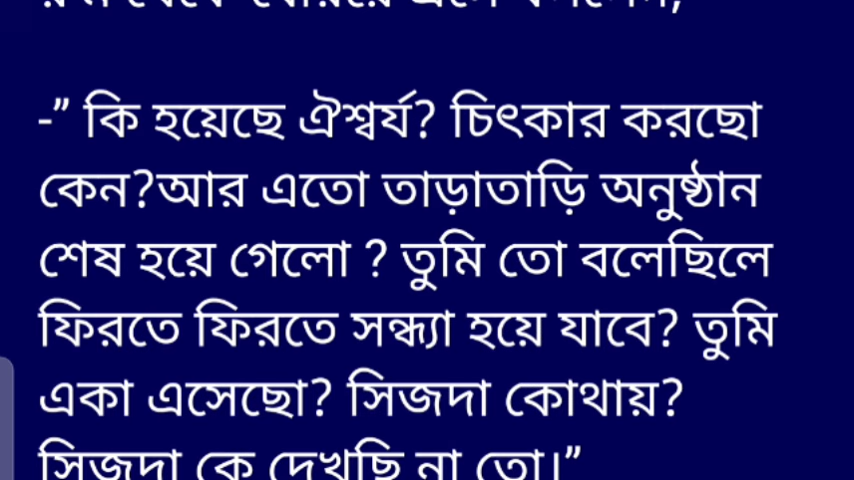 -” কি হয়েছে ঐশ্বর্য? চিৎকার করছো
কেন?আর এতো তাড়াতাড়ি অনুষ্ঠান
শেষ হয়ে গেলো ? তুমি তো বলেছিলে
ফিরতে ফিরতে সন্ধ্যা হয়ে যাবে? তুমি
একা এসেছো? সিজদা কোথায়?
সিজদা কে দেখছি না তো।”